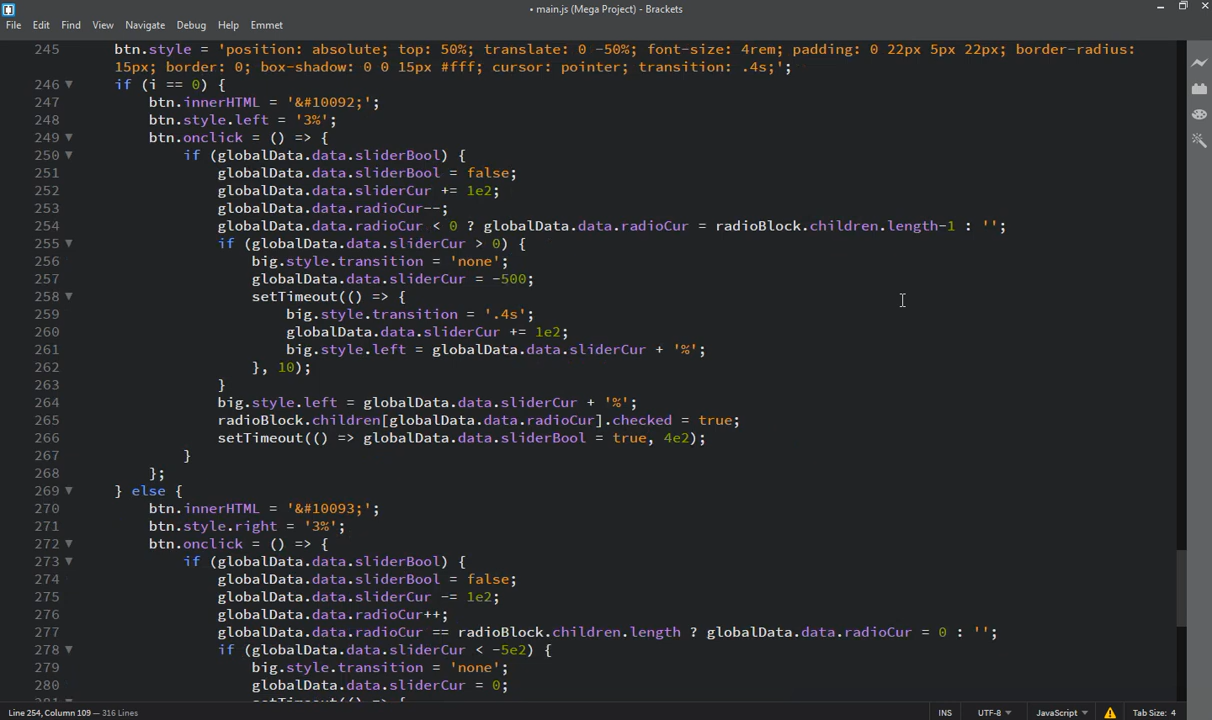 • main.js (Mega Project) - Brackets
File Edit Find View Navigate Debug Help Emmet
245 btn.style = 'position: absolute; top: 50%; translate: 0 -50%; font-size: 4rem; padding: 0 22px 5px 22px; border-radius:
15px; border: 0; box-shadow: 0 0 15px #fff; cursor: pointer; transition: .4s;';
246 if (i == 0) {
247 btn.innerHTML = '&#10092;';
248 btn.style.left = '3%';
249 btn.onclick = () => {
250 if (globalData.data.sliderBool) {
251 globalData.data.sliderBool = false;
252 globalData.data.sliderCur += 1e2;
253 globalData.data.radioCur--;
254 globalData.data.radioCur < 0 ? globalData.data.radioCur = radioBlock.children.length-1 : '';
255 if (globalData.data.sliderCur > 0) {
256 big.style.transition = 'none';
257 globalData.data.sliderCur = -500;
258 setTimeout(() => {
259 big.style.transition = '.4s';
260 globalData.data.sliderCur += 1e2;
261 big.style.left = globalData.data.sliderCur + '%';
262 }, 10);
263 }
264 big.style.left = globalData.data.sliderCur + '%';
265 radioBlock.children[globalData.data.radioCur].checked = true;
266 setTimeout(() => globalData.data.sliderBool = true, 4e2);
267 }
268 };
269 } else {
270 btn.innerHTML = '&#10093;';
271 btn.style.right = '3%';
272 btn.onclick = () => {
273 if (globalData.data.sliderBool) {
274 globalData.data.sliderBool = false;
275 globalData.data.sliderCur -= 1e2;
276 globalData.data.radioCur++;
277 globalData.data.radioCur == radioBlock.children.length ? globalData.data.radioCur = 0 : '';
278 if (globalData.data.sliderCur < -5e2) {
279 big.style.transition = 'none';
280 globalData.data.sliderCur = 0;
281 setTimeout(() => {
Line 254, Column 109 — 316 Lines INS UTF-8 JavaScript Tab Size: 4